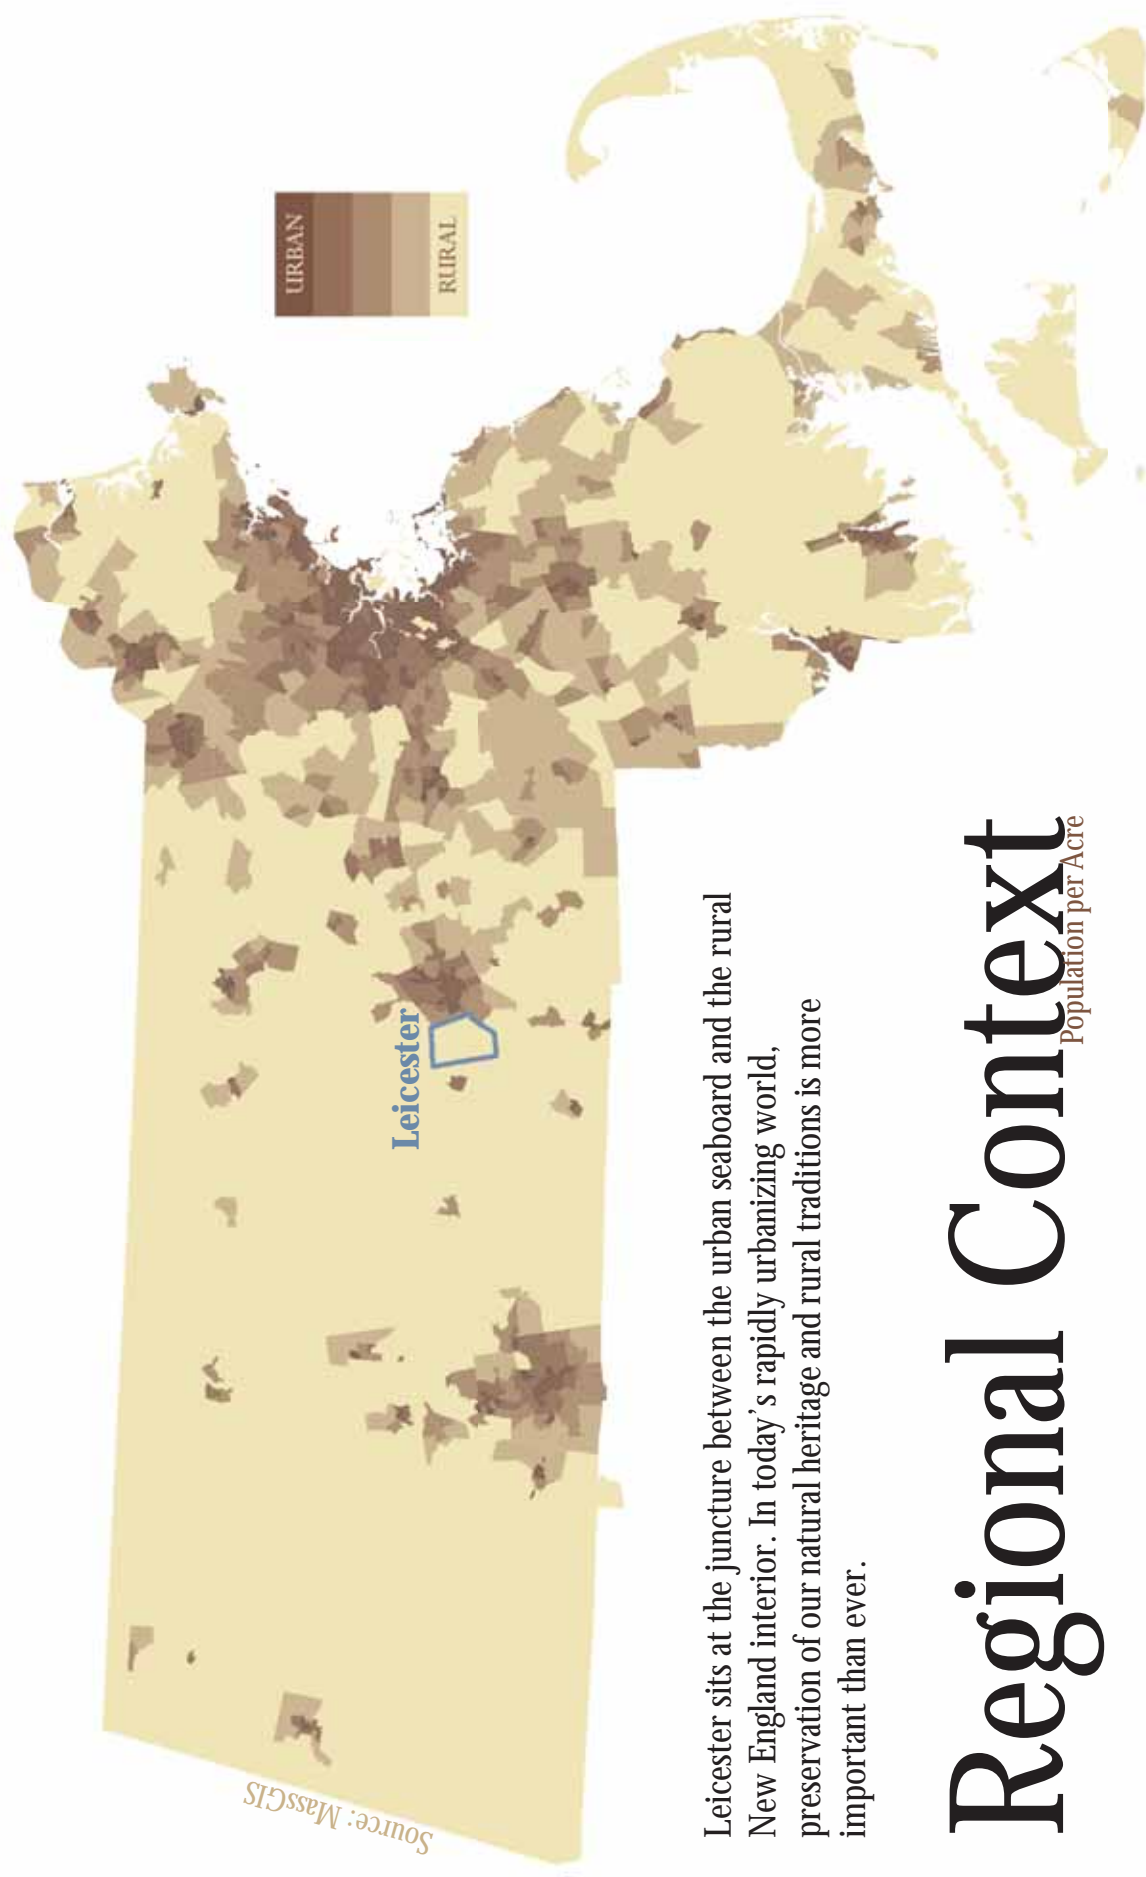 Regional Context
Population per Acre
Leicester sits at the juncture between the urban seaboard and the rural
New England interior. In today's rapidly urbanizing world,
preservation of our natural heritage and rural traditions is more
important than ever.
Leicester
URBAN
RURAL
Source: MassGIS